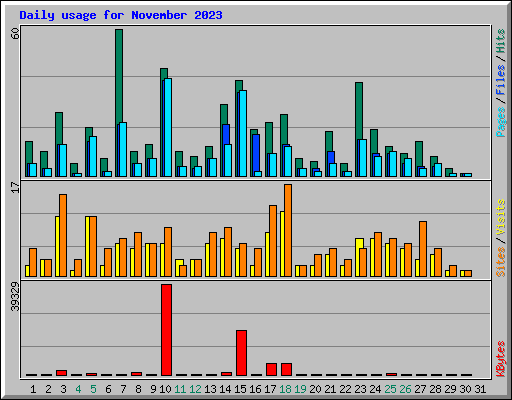 Daily usage for November 2023
60
Pages / Files / Hits
17
Sites / Visits
39329
KBytes
1 2 3 4 5 6 7 8 9 10 11 12 13 14 15 16 17 18 19 20 21 22 23 24 25 26 27 28 29 30 31